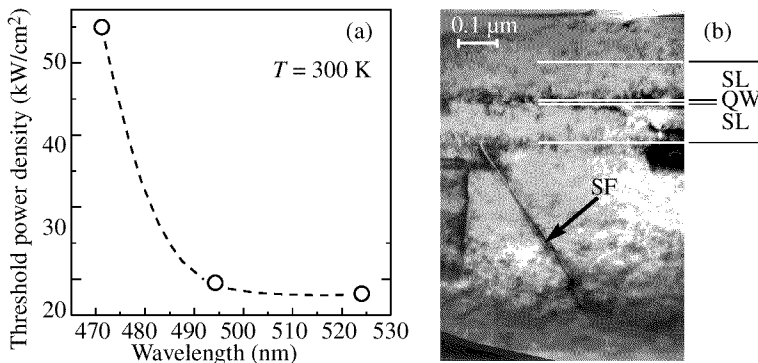 Threshold power density (kW/cm2)
50
40
30
20
470 480 490 500 510 520 530
Wavelength (nm)
(a)
T = 300 K
0.1 μm
(b)
SL
QW
SL
SF